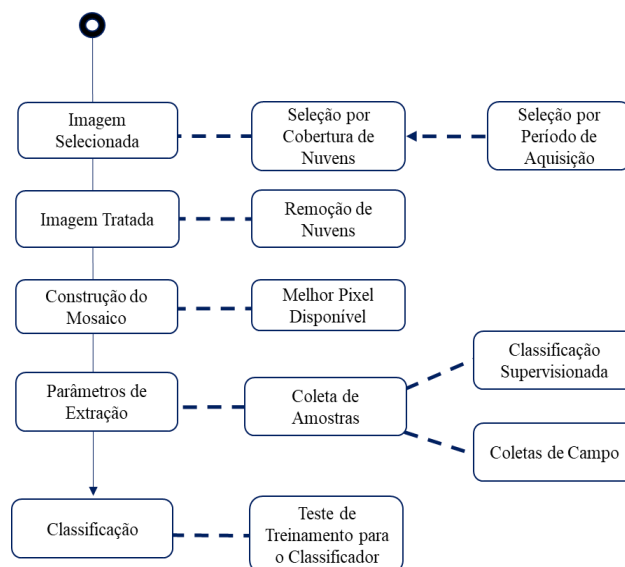 Imagem
Selecionada
Seleção por
Cobertura de
Nuvens
Seleção por
Período de
Aquisição
Imagem Tratada
Remoção de
Nuvens
Construção do
Mosaico
Melhor Pixel
Disponível
Parâmetros de
Extração
Coleta de
Amostras
Classificação
Supervisionada
Coletas de Campo
Classificação
Teste de
Treinamento para
o Classificador